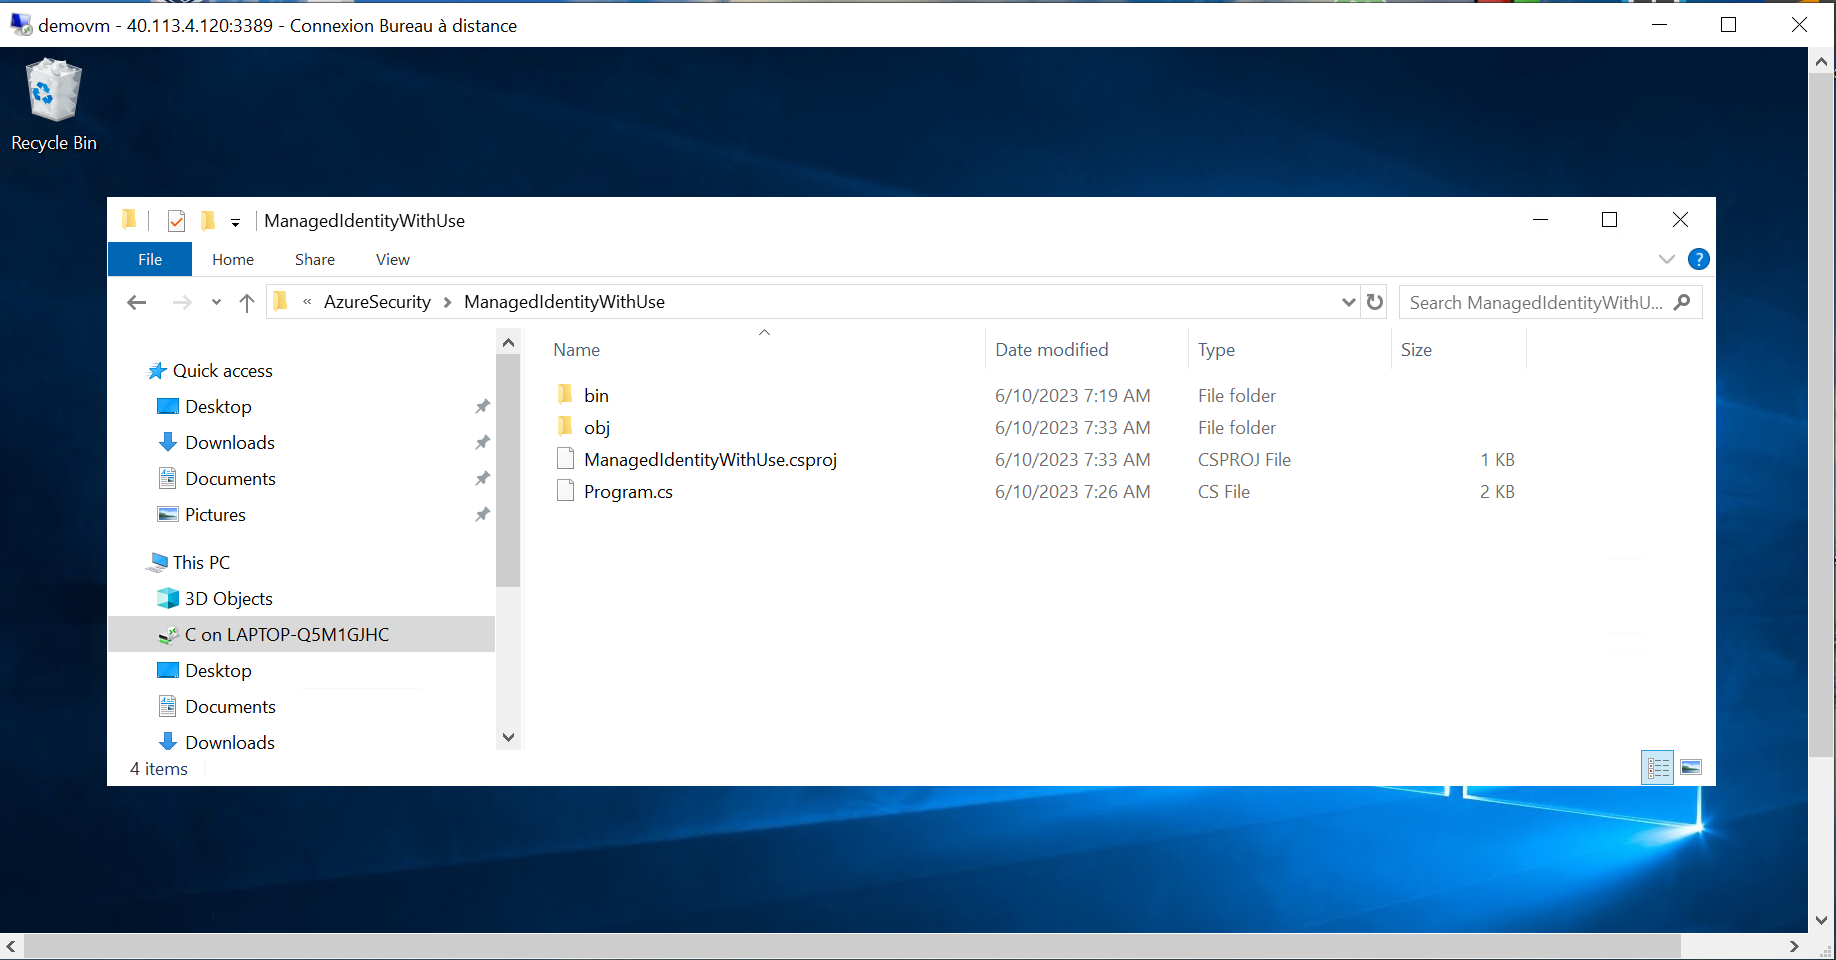 demovm - 40.113.4.120:3389 - Connexion Bureau à distance
Recycle Bin
ManagedIdentityWithUse
File Home Share View ?
« AzureSecurity > ManagedIdentityWithUse Search ManagedIdentityWithU...
Name Date modified Type Size
Quick access
Desktop
Downloads
Documents
Pictures
This PC
3D Objects
C on LAPTOP-Q5M1GJHC
Desktop
Documents
Downloads
bin 6/10/2023 7:19 AM File folder
obj 6/10/2023 7:33 AM File folder
ManagedIdentityWithUse.csproj 6/10/2023 7:33 AM CSPROJ File 1 KB
Program.cs 6/10/2023 7:26 AM CS File 2 KB
4 items